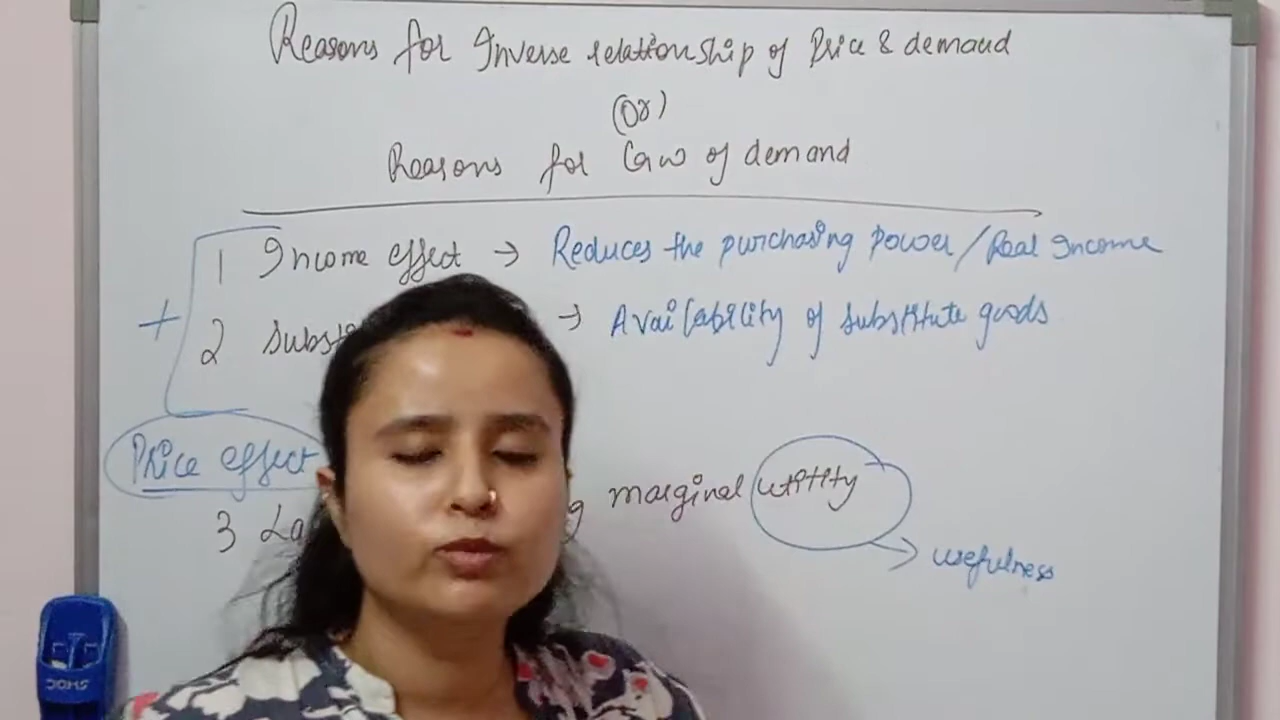 Reasons for Inverse relationship of Price & demand
(Or)
Reasons for Law of demand
1 Income effect → Reduces the purchasing power / Real Income
+
2 Subst → Availability of substitute goods
Price effect
3 La g marginal utility
→ usefulness